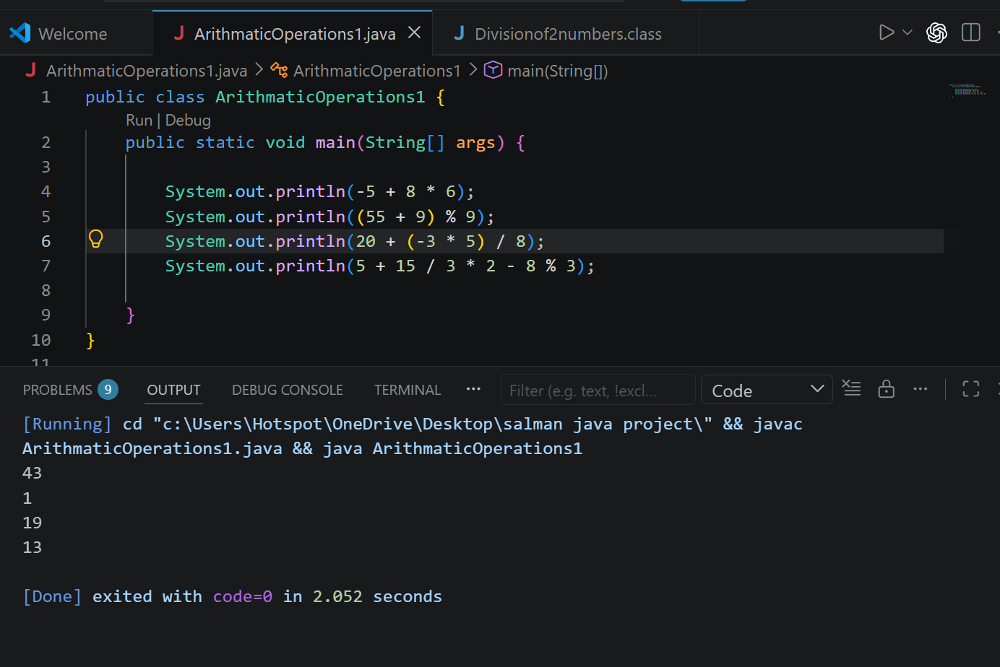 Welcome
ArithmaticOperations1.java
Divisionof2numbers.class
ArithmaticOperations1.java > ArithmaticOperations1 > main(String[])
1 public class ArithmaticOperations1 {
Run | Debug
2 public static void main(String[] args) {
3
4 System.out.println(-5 + 8 * 6);
5 System.out.println((55 + 9) % 9);
6 System.out.println(20 + (-3 * 5) / 8);
7 System.out.println(5 + 15 / 3 * 2 - 8 % 3);
8
9 }
10 }
11
PROBLEMS 9 OUTPUT DEBUG CONSOLE TERMINAL ··· Filter (e.g. text, !excl... Code
[Running] cd "c:\Users\Hotspot\OneDrive\Desktop\salman java project\" && javac
ArithmaticOperations1.java && java ArithmaticOperations1
43
1
19
13
[Done] exited with code=0 in 2.052 seconds